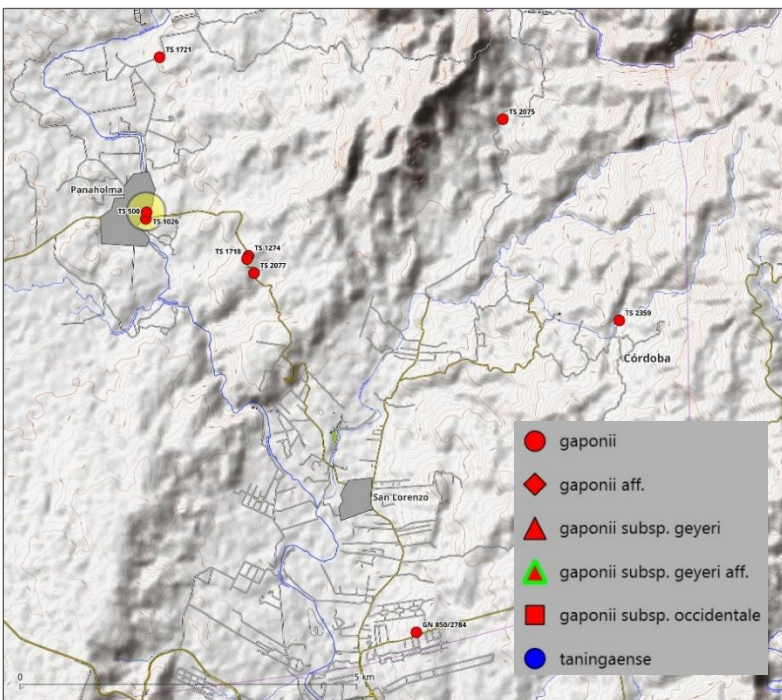 TS 1721
TS 2075
Panaholma
TS 500
TS 1026
TS 1718
TS 1274
TS 2077
TS 2359
Córdoba
San Lorenzo
GN 850/2784
0
5 km
gaponii
gaponii aff.
gaponii subsp. geyeri
gaponii subsp. geyeri aff.
gaponii subsp. occidentale
taningaense